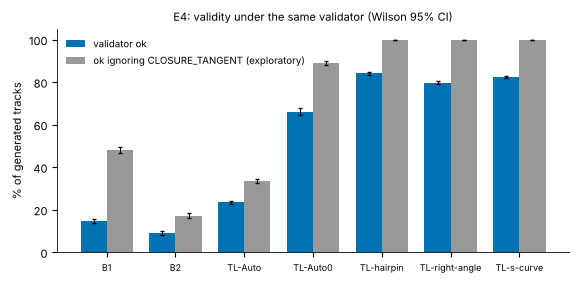 E4: validity under the same validator (Wilson 95% CI)
validator ok
ok ignoring CLOSURE_TANGENT (exploratory)
% of generated tracks
100
80
60
40
20
0
B1
B2
TL-Auto
TL-Auto0
TL-hairpin
TL-right-angle
TL-s-curve